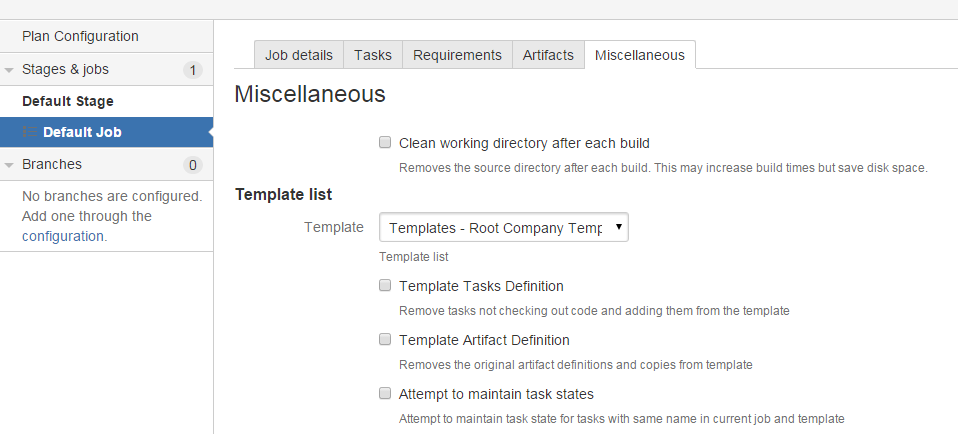 Plan Configuration
Stages & jobs 1
Default Stage
Default Job
Branches 0
No branches are configured.
Add one through the
configuration.
Job details Tasks Requirements Artifacts Miscellaneous
Miscellaneous
Clean working directory after each build
Removes the source directory after each build. This may increase build times but save disk space.
Template list
Template Templates - Root Company Temp
Template list
Template Tasks Definition
Remove tasks not checking out code and adding them from the template
Template Artifact Definition
Removes the original artifact definitions and copies from template
Attempt to maintain task states
Attempt to maintain task state for tasks with same name in current job and template